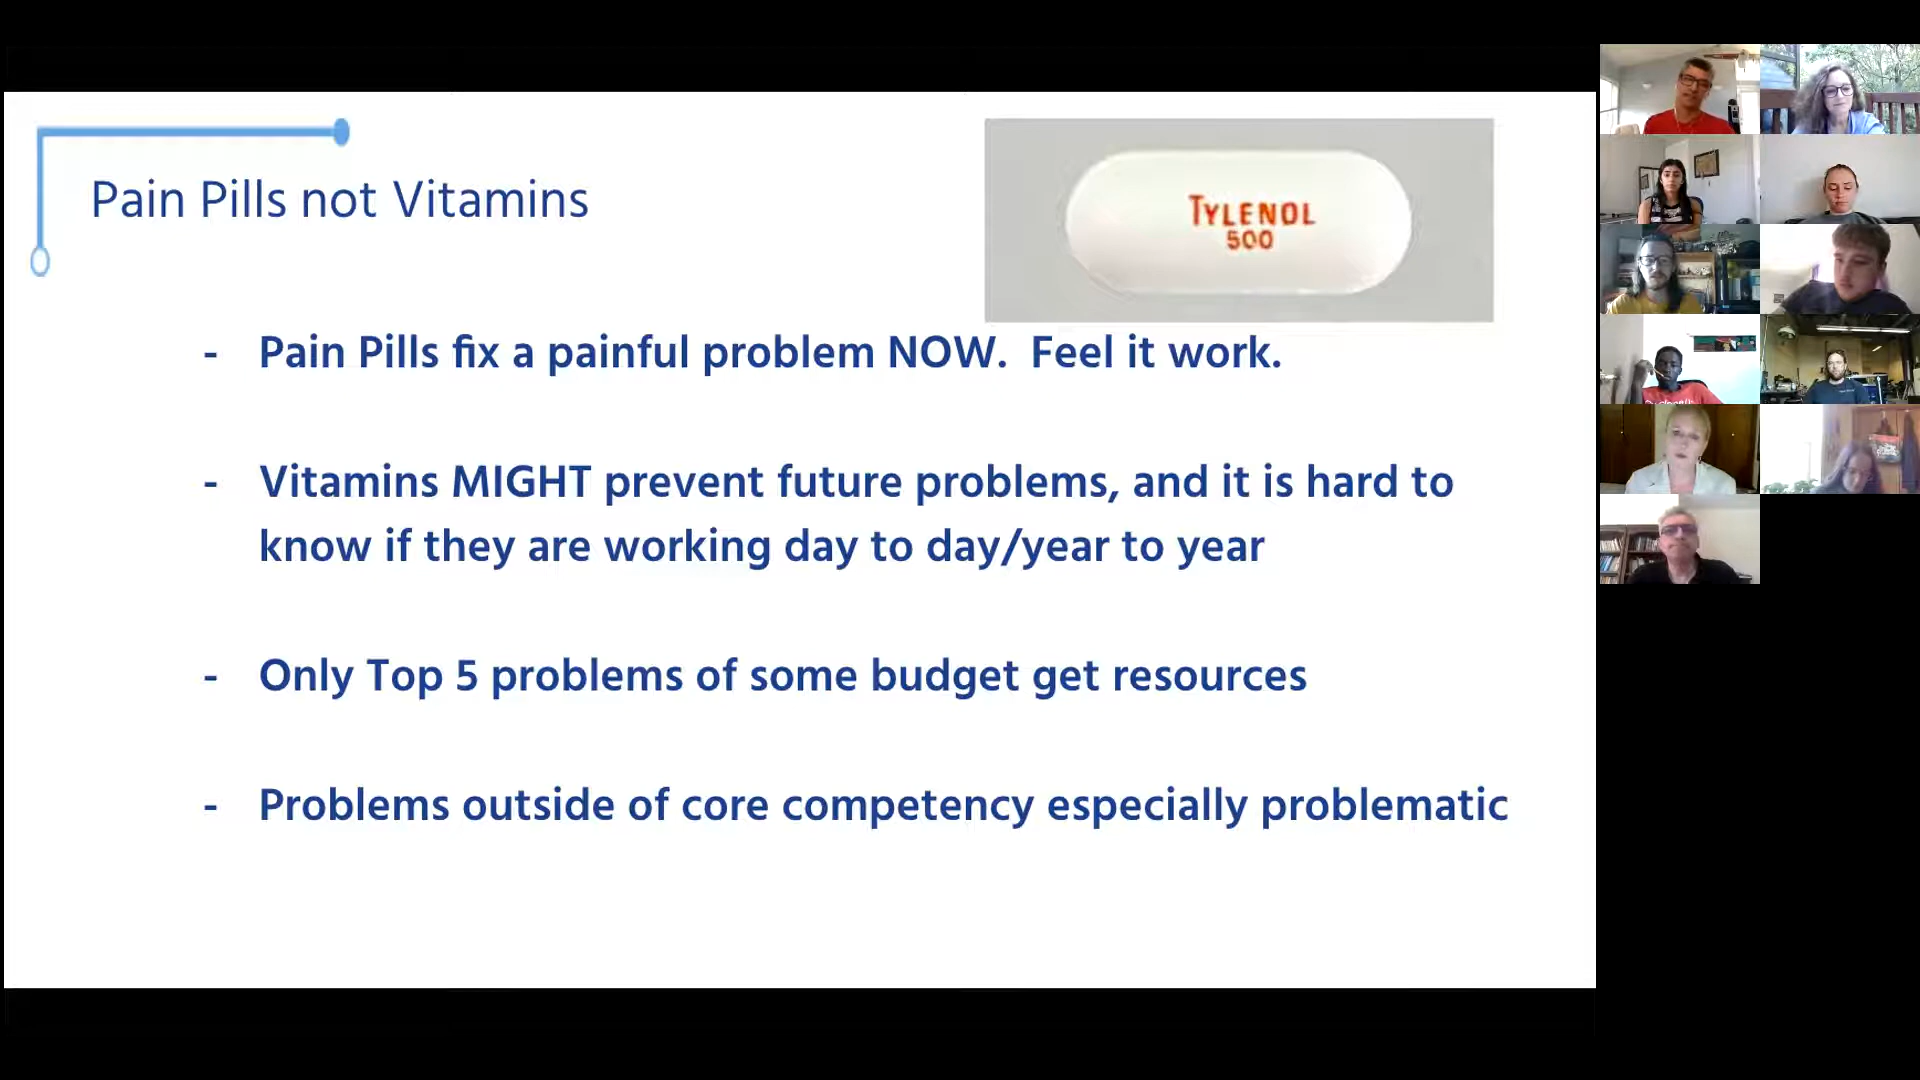 Pain Pills not Vitamins
TYLENOL
500
- Pain Pills fix a painful problem NOW. Feel it work.
- Vitamins MIGHT prevent future problems, and it is hard to
know if they are working day to day/year to year
- Only Top 5 problems of some budget get resources
- Problems outside of core competency especially problematic